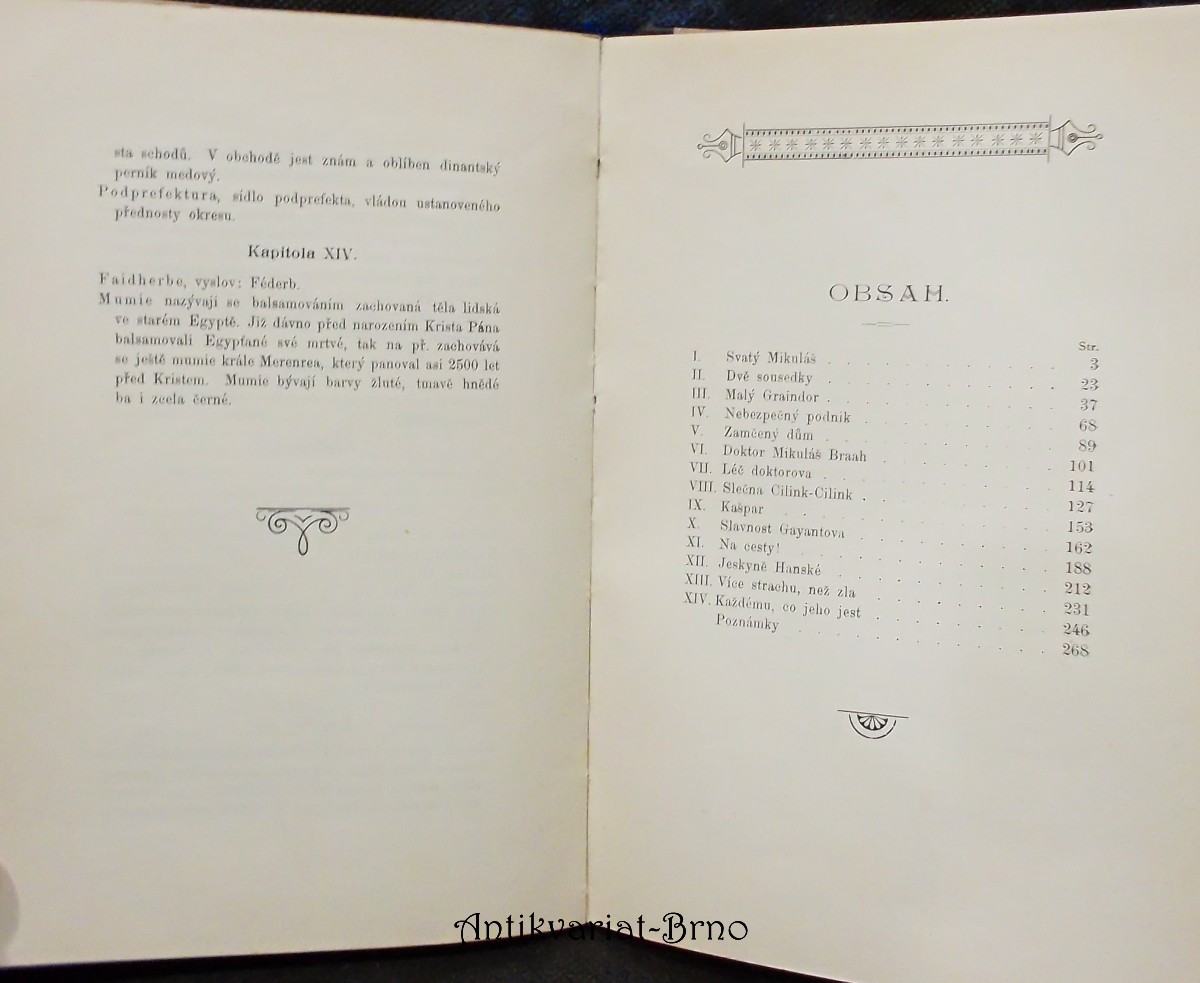 sta schodů. V obchodě jest znám a oblíben dinantský
perník medový.
Podprefektura, sídlo podprefekta, vládou ustanoveného
přednosty okresu.
Kapitola XIV.
Faidherbe, vyslov: Féderb.
Mumie nazývají se balsamováním zachovaná těla lidská
ve starém Egyptě. Již dávno před narozením Krista Pána
balsamovali Egypťané své mrtvé, tak na př. zachovává
se ještě mumie krále Merenrea, který panoval asi 2500 let
před Kristem. Mumie bývají barvy žluté, tmavě hnědé
ba i zcela černé.
OBSAH.
Str.
I. Svatý Mikuláš . . . . . . . . . . . 3
II. Dvě sousedky . . . . . . . . . . . 23
III. Malý Graindor . . . . . . . . . . . 37
IV. Nebezpečný podnik . . . . . . . . . 68
V. Zamčený dům . . . . . . . . . . . 89
VI. Doktor Mikuláš Braah . . . . . . . . 101
VII. Léč doktorova . . . . . . . . . . . 114
VIII. Slečna Cilink-Cilink . . . . . . . . . 127
IX. Kašpar . . . . . . . . . . . . . 153
X. Slavnost Gayantova . . . . . . . . . 162
XI. Na cesty! . . . . . . . . . . . . 188
XII. Jeskyně Hanské . . . . . . . . . . 212
XIII. Více strachu, než zla . . . . . . . . . 231
XIV. Každému, co jeho jest . . . . . . . . 246
Poznámky . . . . . . . . . . . . 268
Antikvariat-Brno